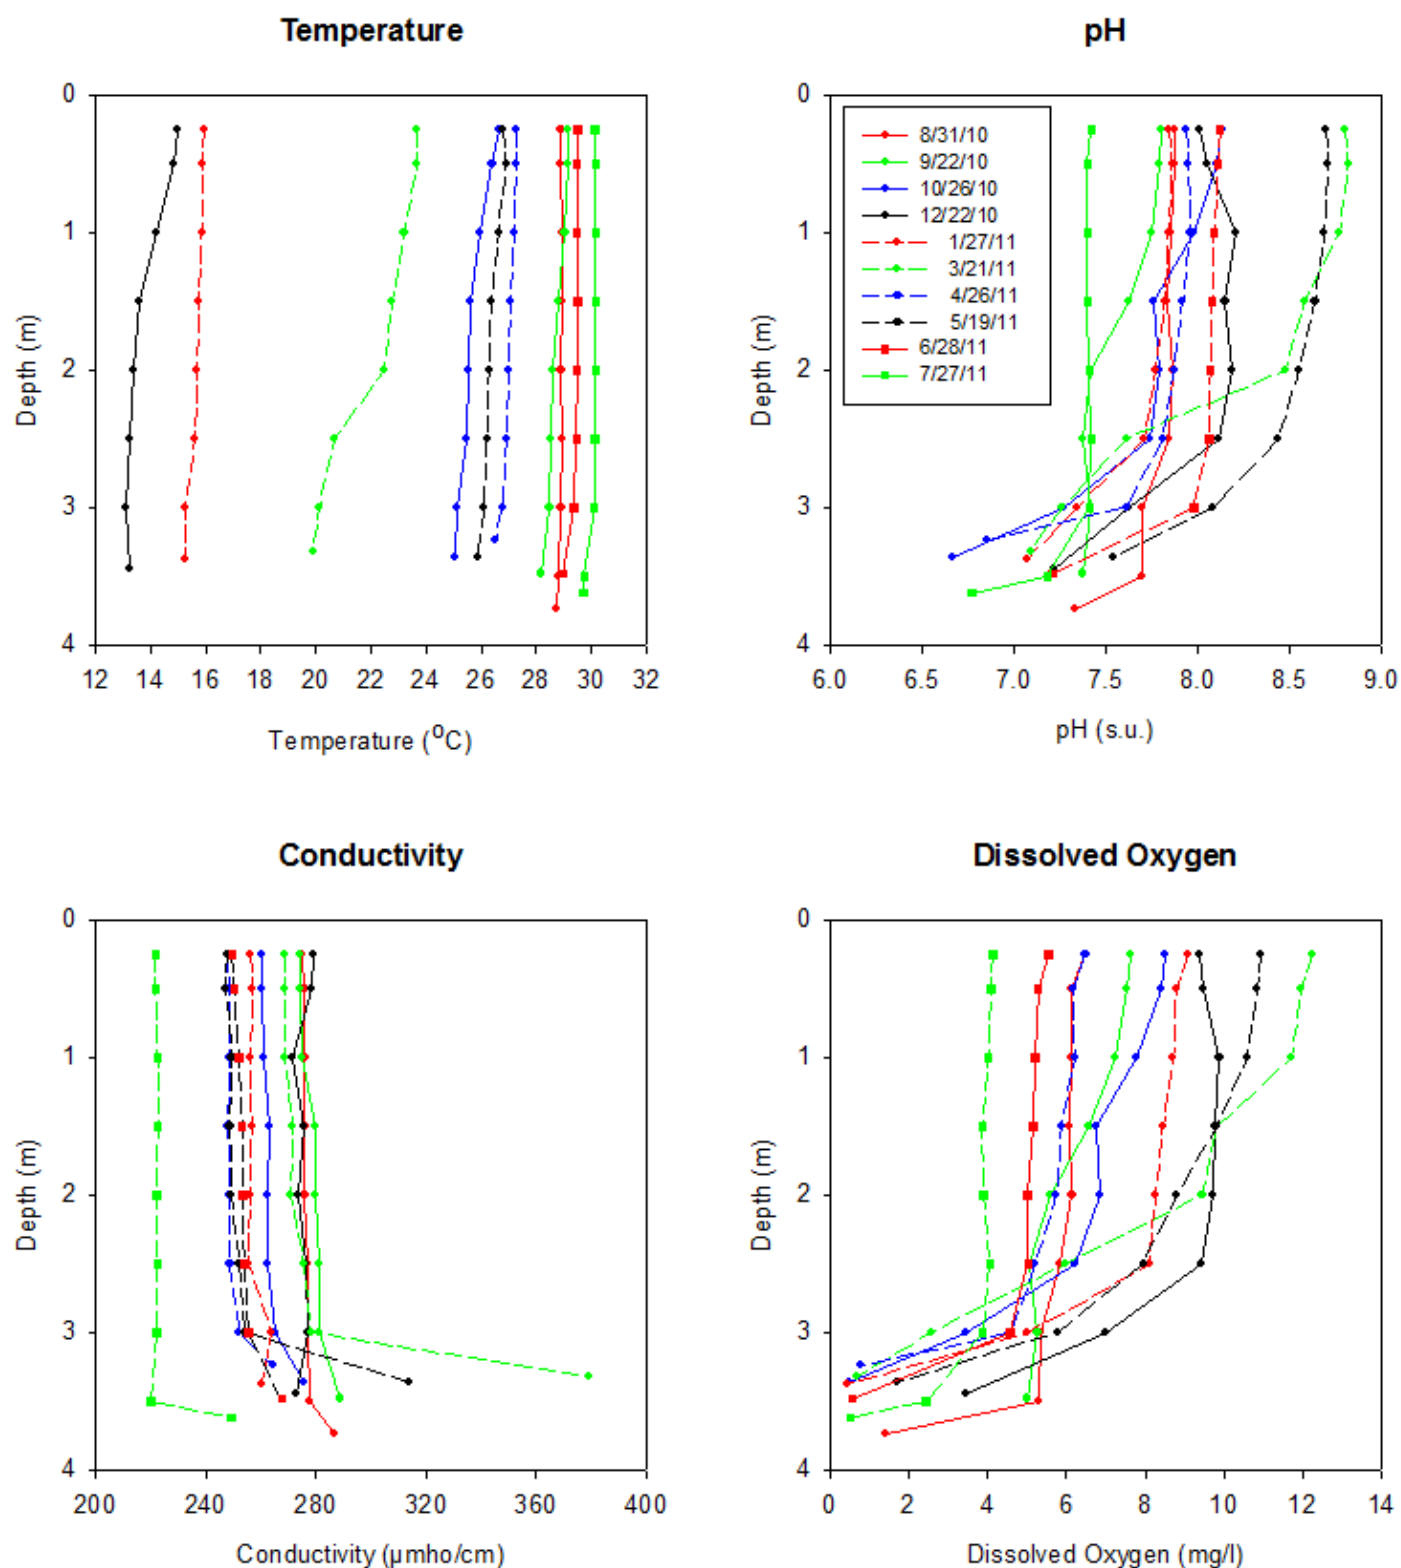 Temperature
pH
0
1
2
3
4
Depth (m)
12 14 16 18 20 22 24 26 28 30 32
Temperature (ºC)
0
1
2
3
4
Depth (m)
8/31/10
9/22/10
10/26/10
12/22/10
1/27/11
3/21/11
4/26/11
5/19/11
6/28/11
7/27/11
6.0 7.0 7.5 8.0 8.5 9.0
pH (s.u.)
Conductivity
Dissolved Oxygen
0
1
2
3
4
Depth (m)
200 240 280 320 360 400
Conductivity (µmho/cm)
0
1
2
3
4
Depth (m)
0 2 4 6 8 10 12 14
Dissolved Oxygen (mg/l)